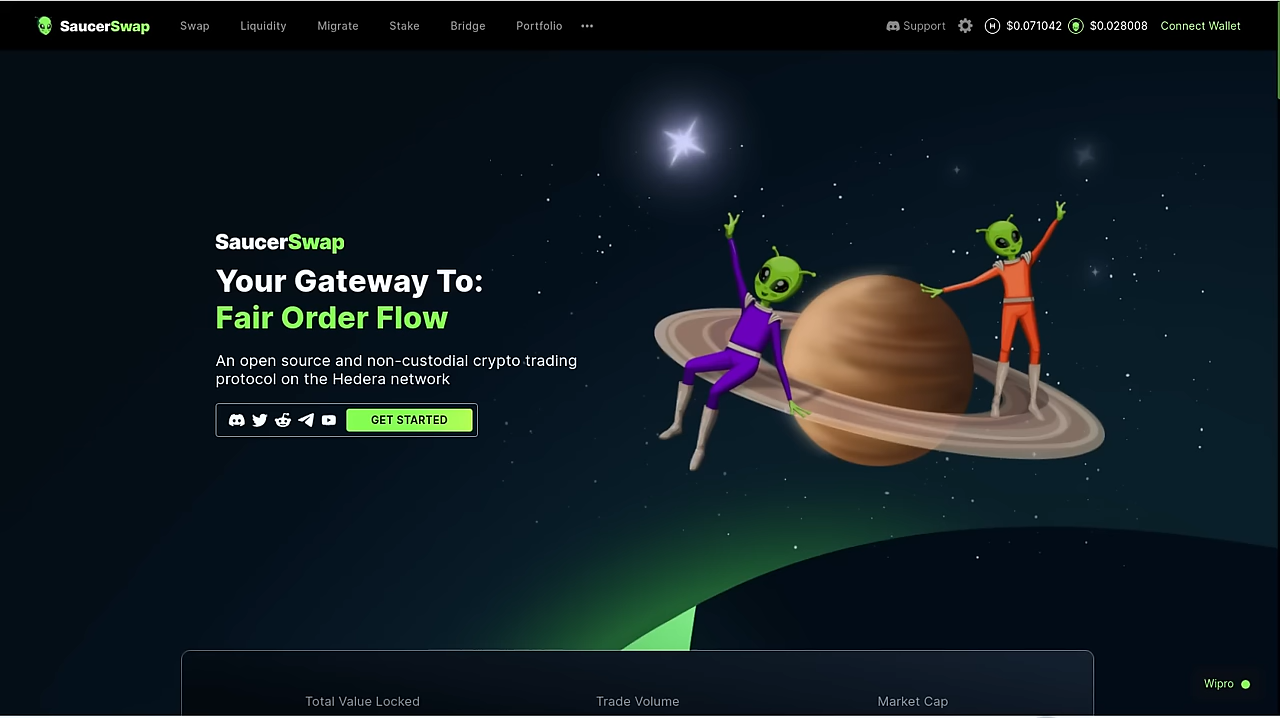 SaucerSwap Swap Liquidity Migrate Stake Bridge Portfolio ••• Support H $0.071042 $0.028008 Connect Wallet
SaucerSwap
Your Gateway To:
Fair Order Flow
An open source and non-custodial crypto trading
protocol on the Hedera network
GET STARTED
Wipro
Total Value Locked Trade Volume Market Cap